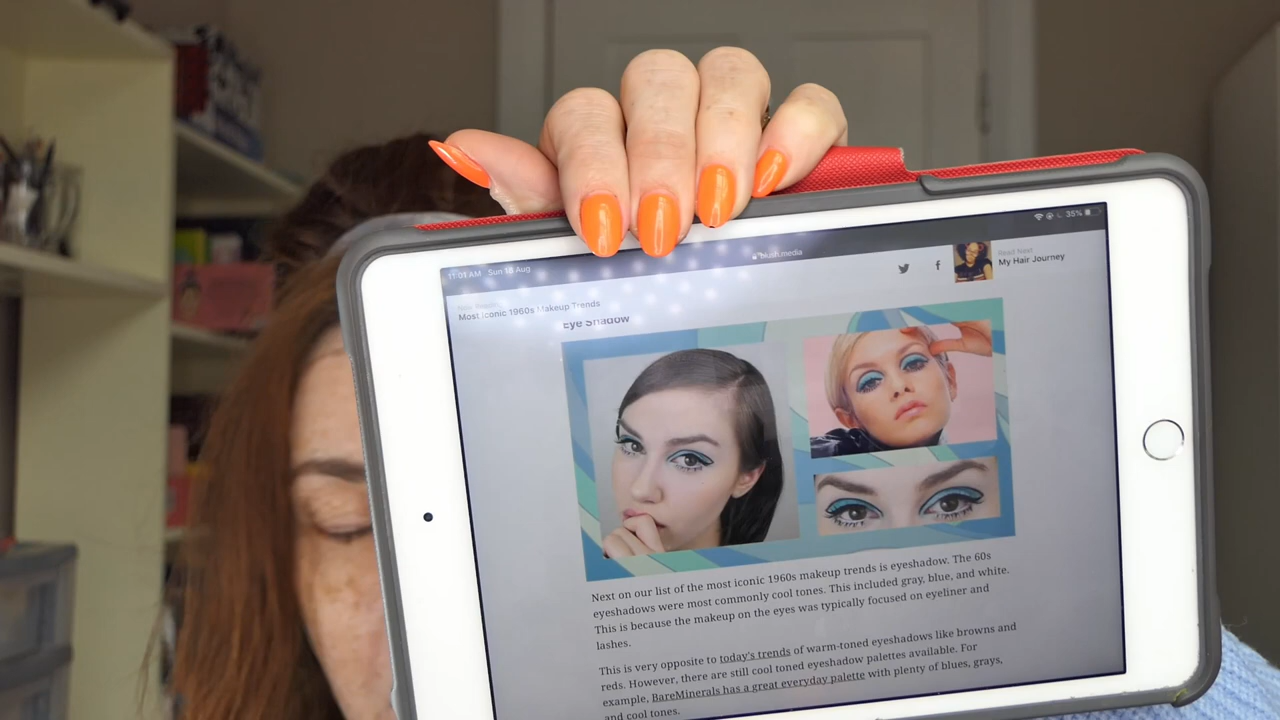 11:01 AM Sun 18 Aug
35%
blush.media
Most Iconic 1960s Makeup Trends
Read Next
My Hair Journey
Eye Shadow
Next on our list of the most iconic 1960s makeup trends is eyeshadow. The 60s
eyeshadows were most commonly cool tones. This included gray, blue, and white.
This is because the makeup on the eyes was typically focused on eyeliner and
lashes.
This is very opposite to today's trends of warm-toned eyeshadows like browns and
reds. However, there are still cool toned eyeshadow palettes available. For
example, BareMinerals has a great everyday palette with plenty of blues, grays,
and cool tones.